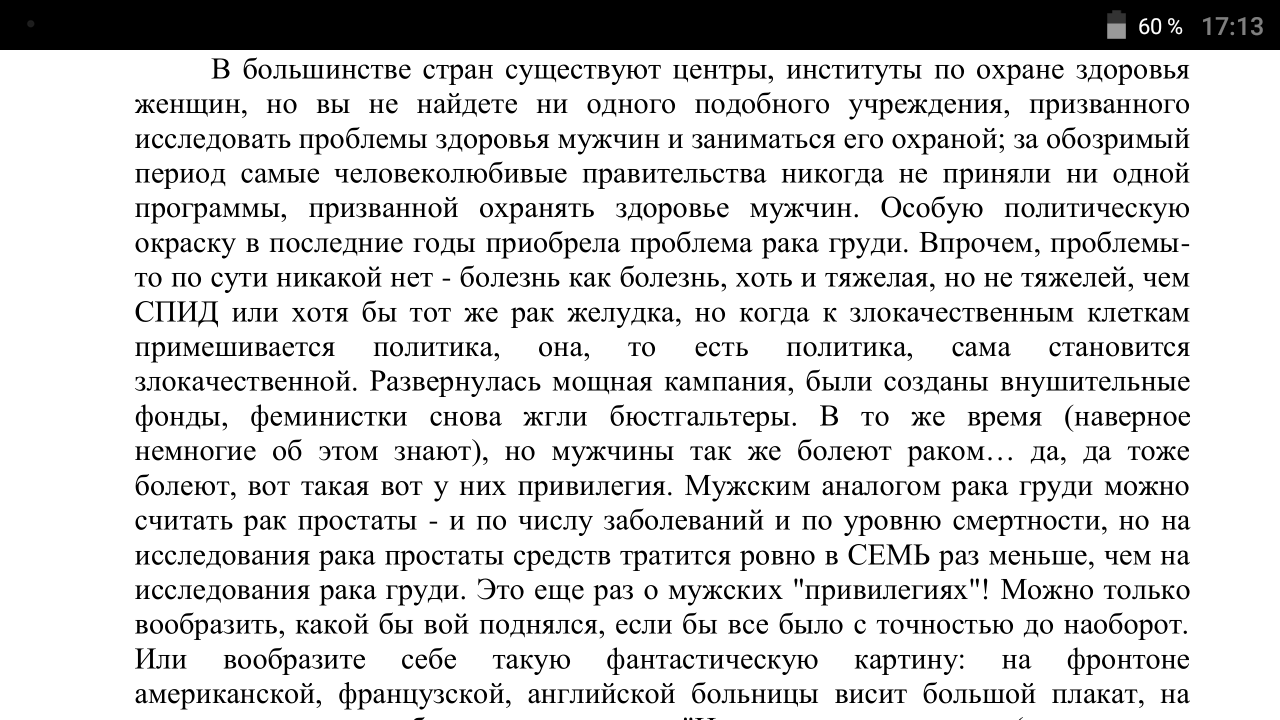 60 % 17:13
В большинстве стран существуют центры, институты по охране здоровья
женщин, но вы не найдете ни одного подобного учреждения, призванного
исследовать проблемы здоровья мужчин и заниматься его охраной; за обозримый
период самые человеколюбивые правительства никогда не приняли ни одной
программы, призванной охранять здоровье мужчин. Особую политическую
окраску в последние годы приобрела проблема рака груди. Впрочем, проблемы-
то по сути никакой нет - болезнь как болезнь, хоть и тяжелая, но не тяжелей, чем
СПИД или хотя бы тот же рак желудка, но когда к злокачественным клеткам
примешивается политика, она, то есть политика, сама становится
злокачественной. Развернулась мощная кампания, были созданы внушительные
фонды, феминистки снова жгли бюстгальтеры. В то же время (наверное
немногие об этом знают), но мужчины так же болеют раком… да, да тоже
болеют, вот такая вот у них привилегия. Мужским аналогом рака груди можно
считать рак простаты - и по числу заболеваний и по уровню смертности, но на
исследования рака простаты средств тратится ровно в СЕМЬ раз меньше, чем на
исследования рака груди. Это еще раз о мужских "привилегиях"! Можно только
вообразить, какой бы вой поднялся, если бы все было с точностью до наоборот.
Или вообразите себе такую фантастическую картину: на фронтоне
американской, французской, английской больницы висит большой плакат, на